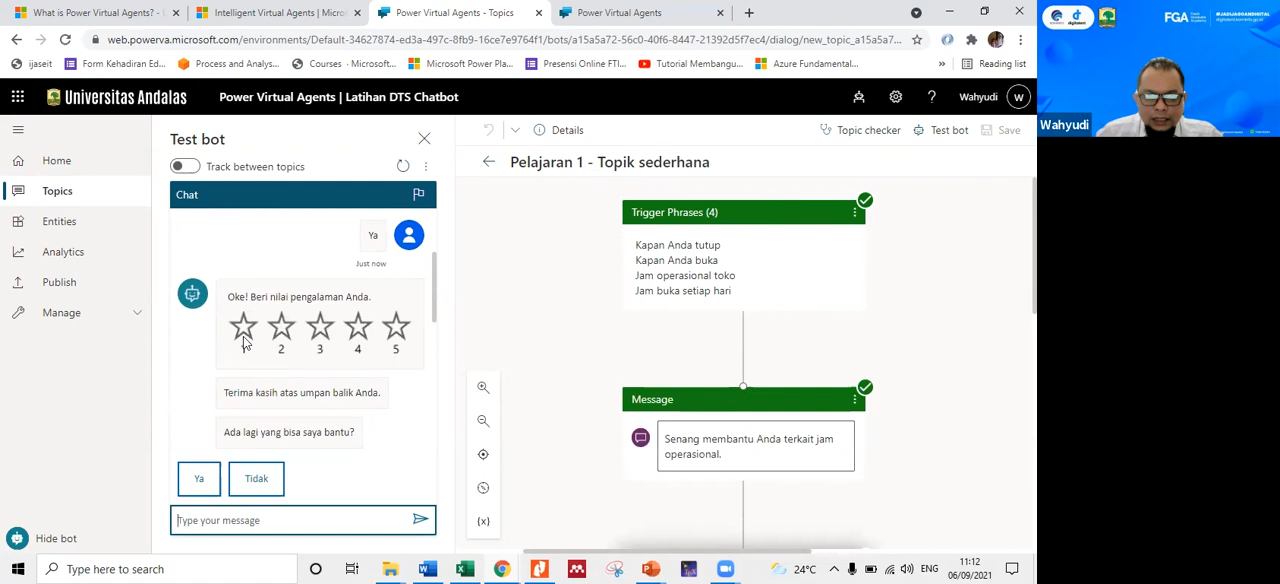 What is Power Virtual Agents? -
Intelligent Virtual Agents | Micros
Power Virtual Agents - Topics
Power Virtual Agents
web.powerva.microsoft.com/environments/Default-34627874-ed3a-497c-8fb9-16ce7e9764f1/bots/a15a5a72-56c0-40f6-8447-21392d5f7ec4/dialog/new_topic_a15a5a7...
ijaseit
Form Kehadiran Ed...
Process and Analys...
Courses · Microsoft...
Microsoft Power Pla...
Presensi Online FTI...
Tutorial Membangu...
Azure Fundamental...
»
Reading list
Universitas Andalas
Power Virtual Agents | Latihan DTS Chatbot
Wahyudi
W
Home
Topics
Entities
Analytics
Publish
Manage
Hide bot
Test bot
Track between topics
Chat
Ya
Just now
Oke! Beri nilai pengalaman Anda.
1 2 3 4 5
Terima kasih atas umpan balik Anda.
Ada lagi yang bisa saya bantu?
Ya
Tidak
Type your message
Details
Topic checker
Test bot
Save
Pelajaran 1 - Topik sederhana
Trigger Phrases (4)
Kapan Anda tutup
Kapan Anda buka
Jam operasional toko
Jam buka setiap hari
Message
Senang membantu Anda terkait jam
operasional.
{x}
Type here to search
24°C
ENG
11:12
06/09/2021
FGA
Wahyudi